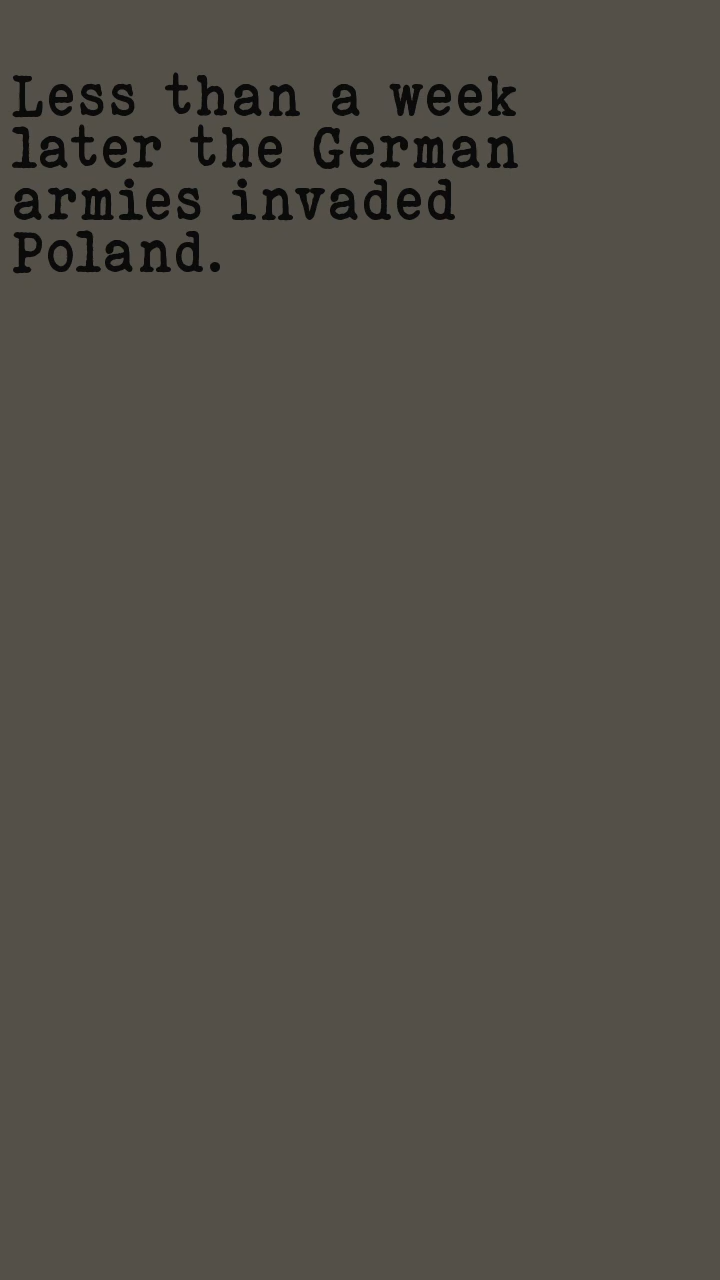 Less than a week
later the German
armies invaded
Poland.